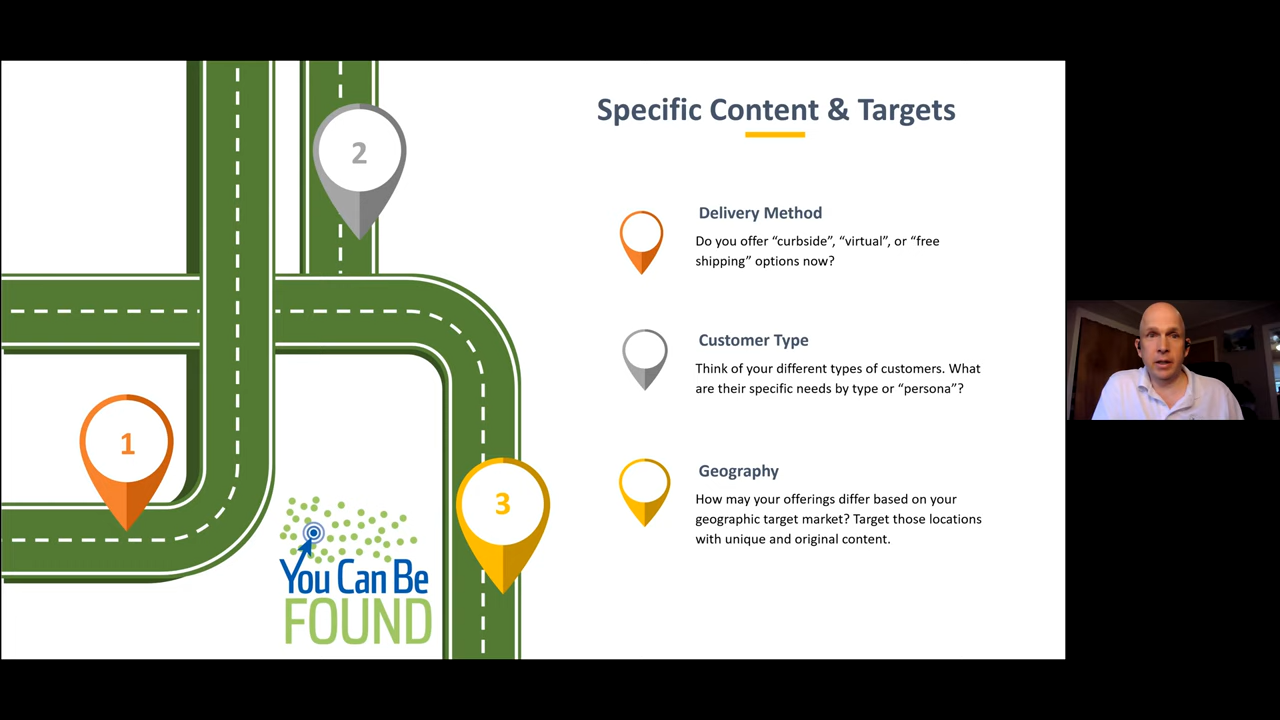 Specific Content & Targets
2
Delivery Method
Do you offer “curbside”, “virtual”, or “free
shipping” options now?
Customer Type
Think of your different types of customers. What
are their specific needs by type or “persona”?
1
Geography
How may your offerings differ based on your
geographic target market? Target those locations
with unique and original content.
3
You Can Be
FOUND